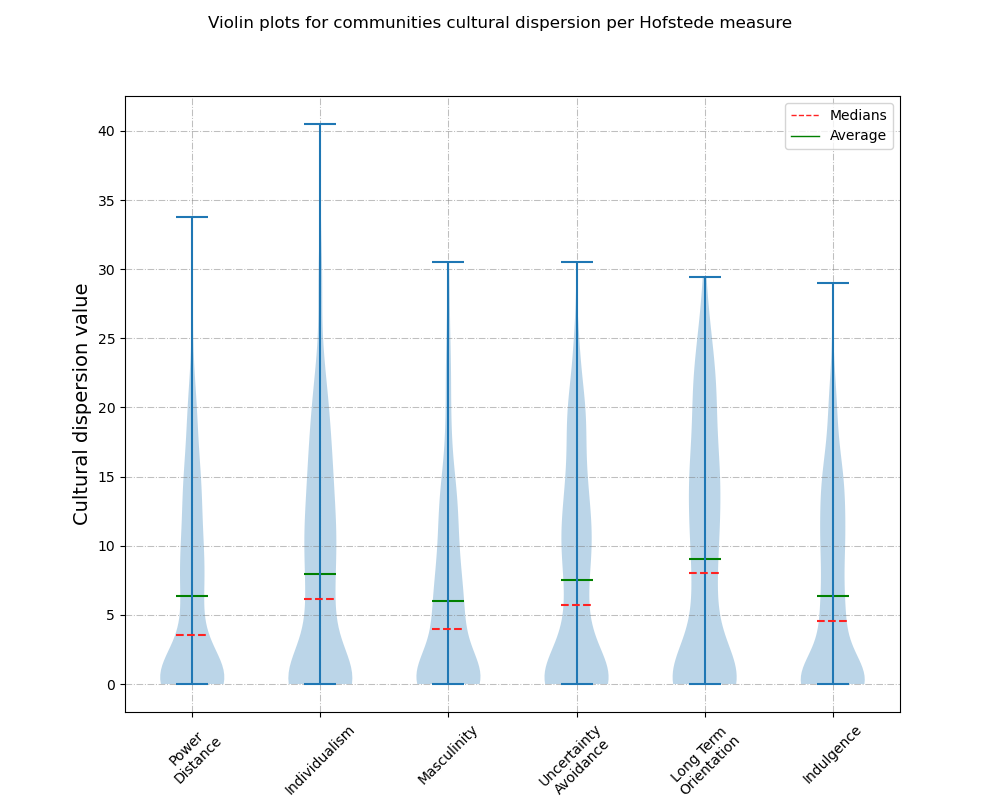 Violin plots for communities cultural dispersion per Hofstede measure
Medians
Average
Cultural dispersion value
40
35
30
25
20
15
10
5
0
Power
Distance
Individualism
Masculinity
Uncertainty
Avoidance
Long Term
Orientation
Indulgence